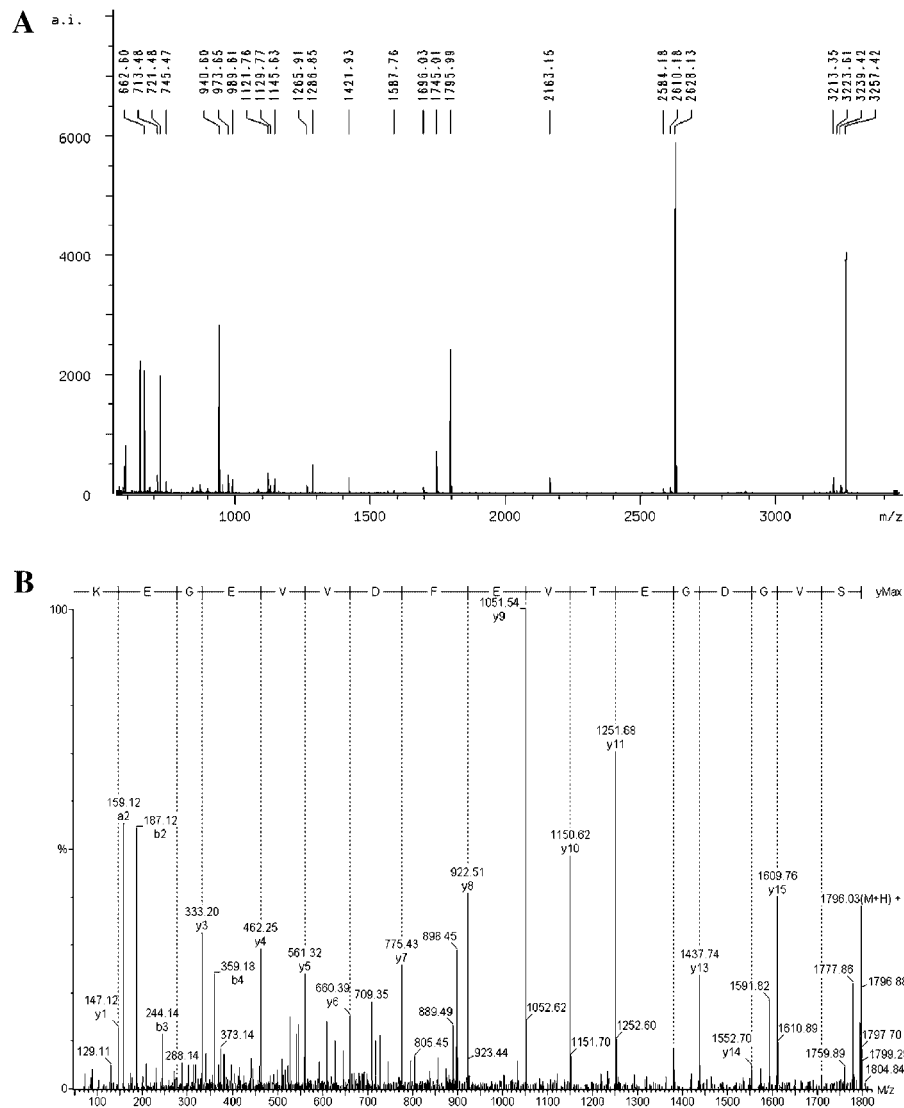 A
a.i.
662.60
713.48
721.48
745.47
940.60
973.65
989.61
1121.76
1129.77
1145.63
1265.91
1286.85
1421.93
1587.76
1696.03
1745.01
1795.99
2163.15
2584.18
2610.18
2628.13
3213.35
3223.61
3239.42
3257.42
6000
4000
2000
0
1000 1500 2000 2500 3000 m/z
B
K E G E V V D F E V T E G D G V S yMax
100
1051.54
y9
1251.68
y11
159.12
a2
187.12
b2
%
1150.62
y10
922.51
y8
1609.76
y15
1796.03(M+H) +
333.20
y3
462.25
y4
898.45
359.18
b4
561.32
y5
775.43
y7
1437.74
y13
1777.86
1796.88
660.39
y6
709.35
1591.82
147.12
y1
244.14
b3
889.49
1052.62
1252.60
1610.89
129.11
268.14
373.14
805.45
923.44
1151.70
1552.70
y14
1759.89
1797.70
1799.29
1804.84
0
100 200 300 400 500 600 700 800 900 1000 1100 1200 1300 1400 1500 1600 1700 1800
M/z